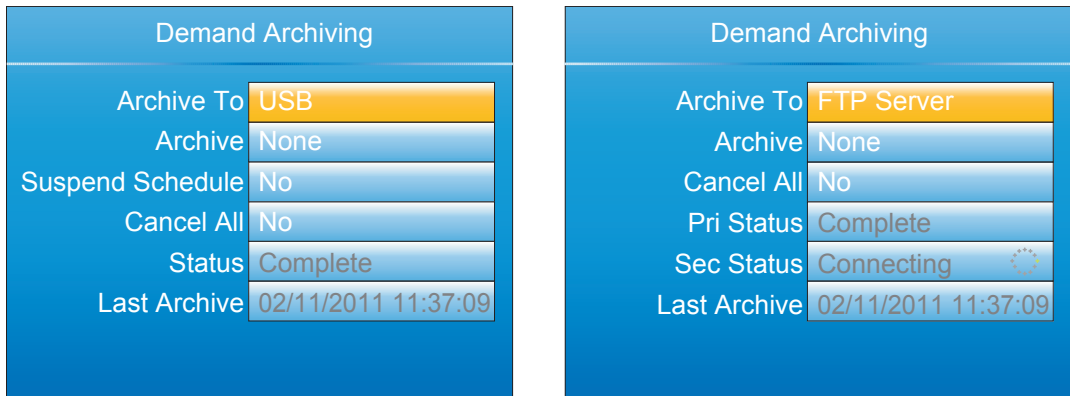 Demand Archiving
Archive To USB
Archive None
Suspend Schedule No
Cancel All No
Status Complete
Last Archive 02/11/2011 11:37:09
Demand Archiving
Archive To FTP Server
Archive None
Cancel All No
Pri Status Complete
Sec Status Connecting
Last Archive 02/11/2011 11:37:09